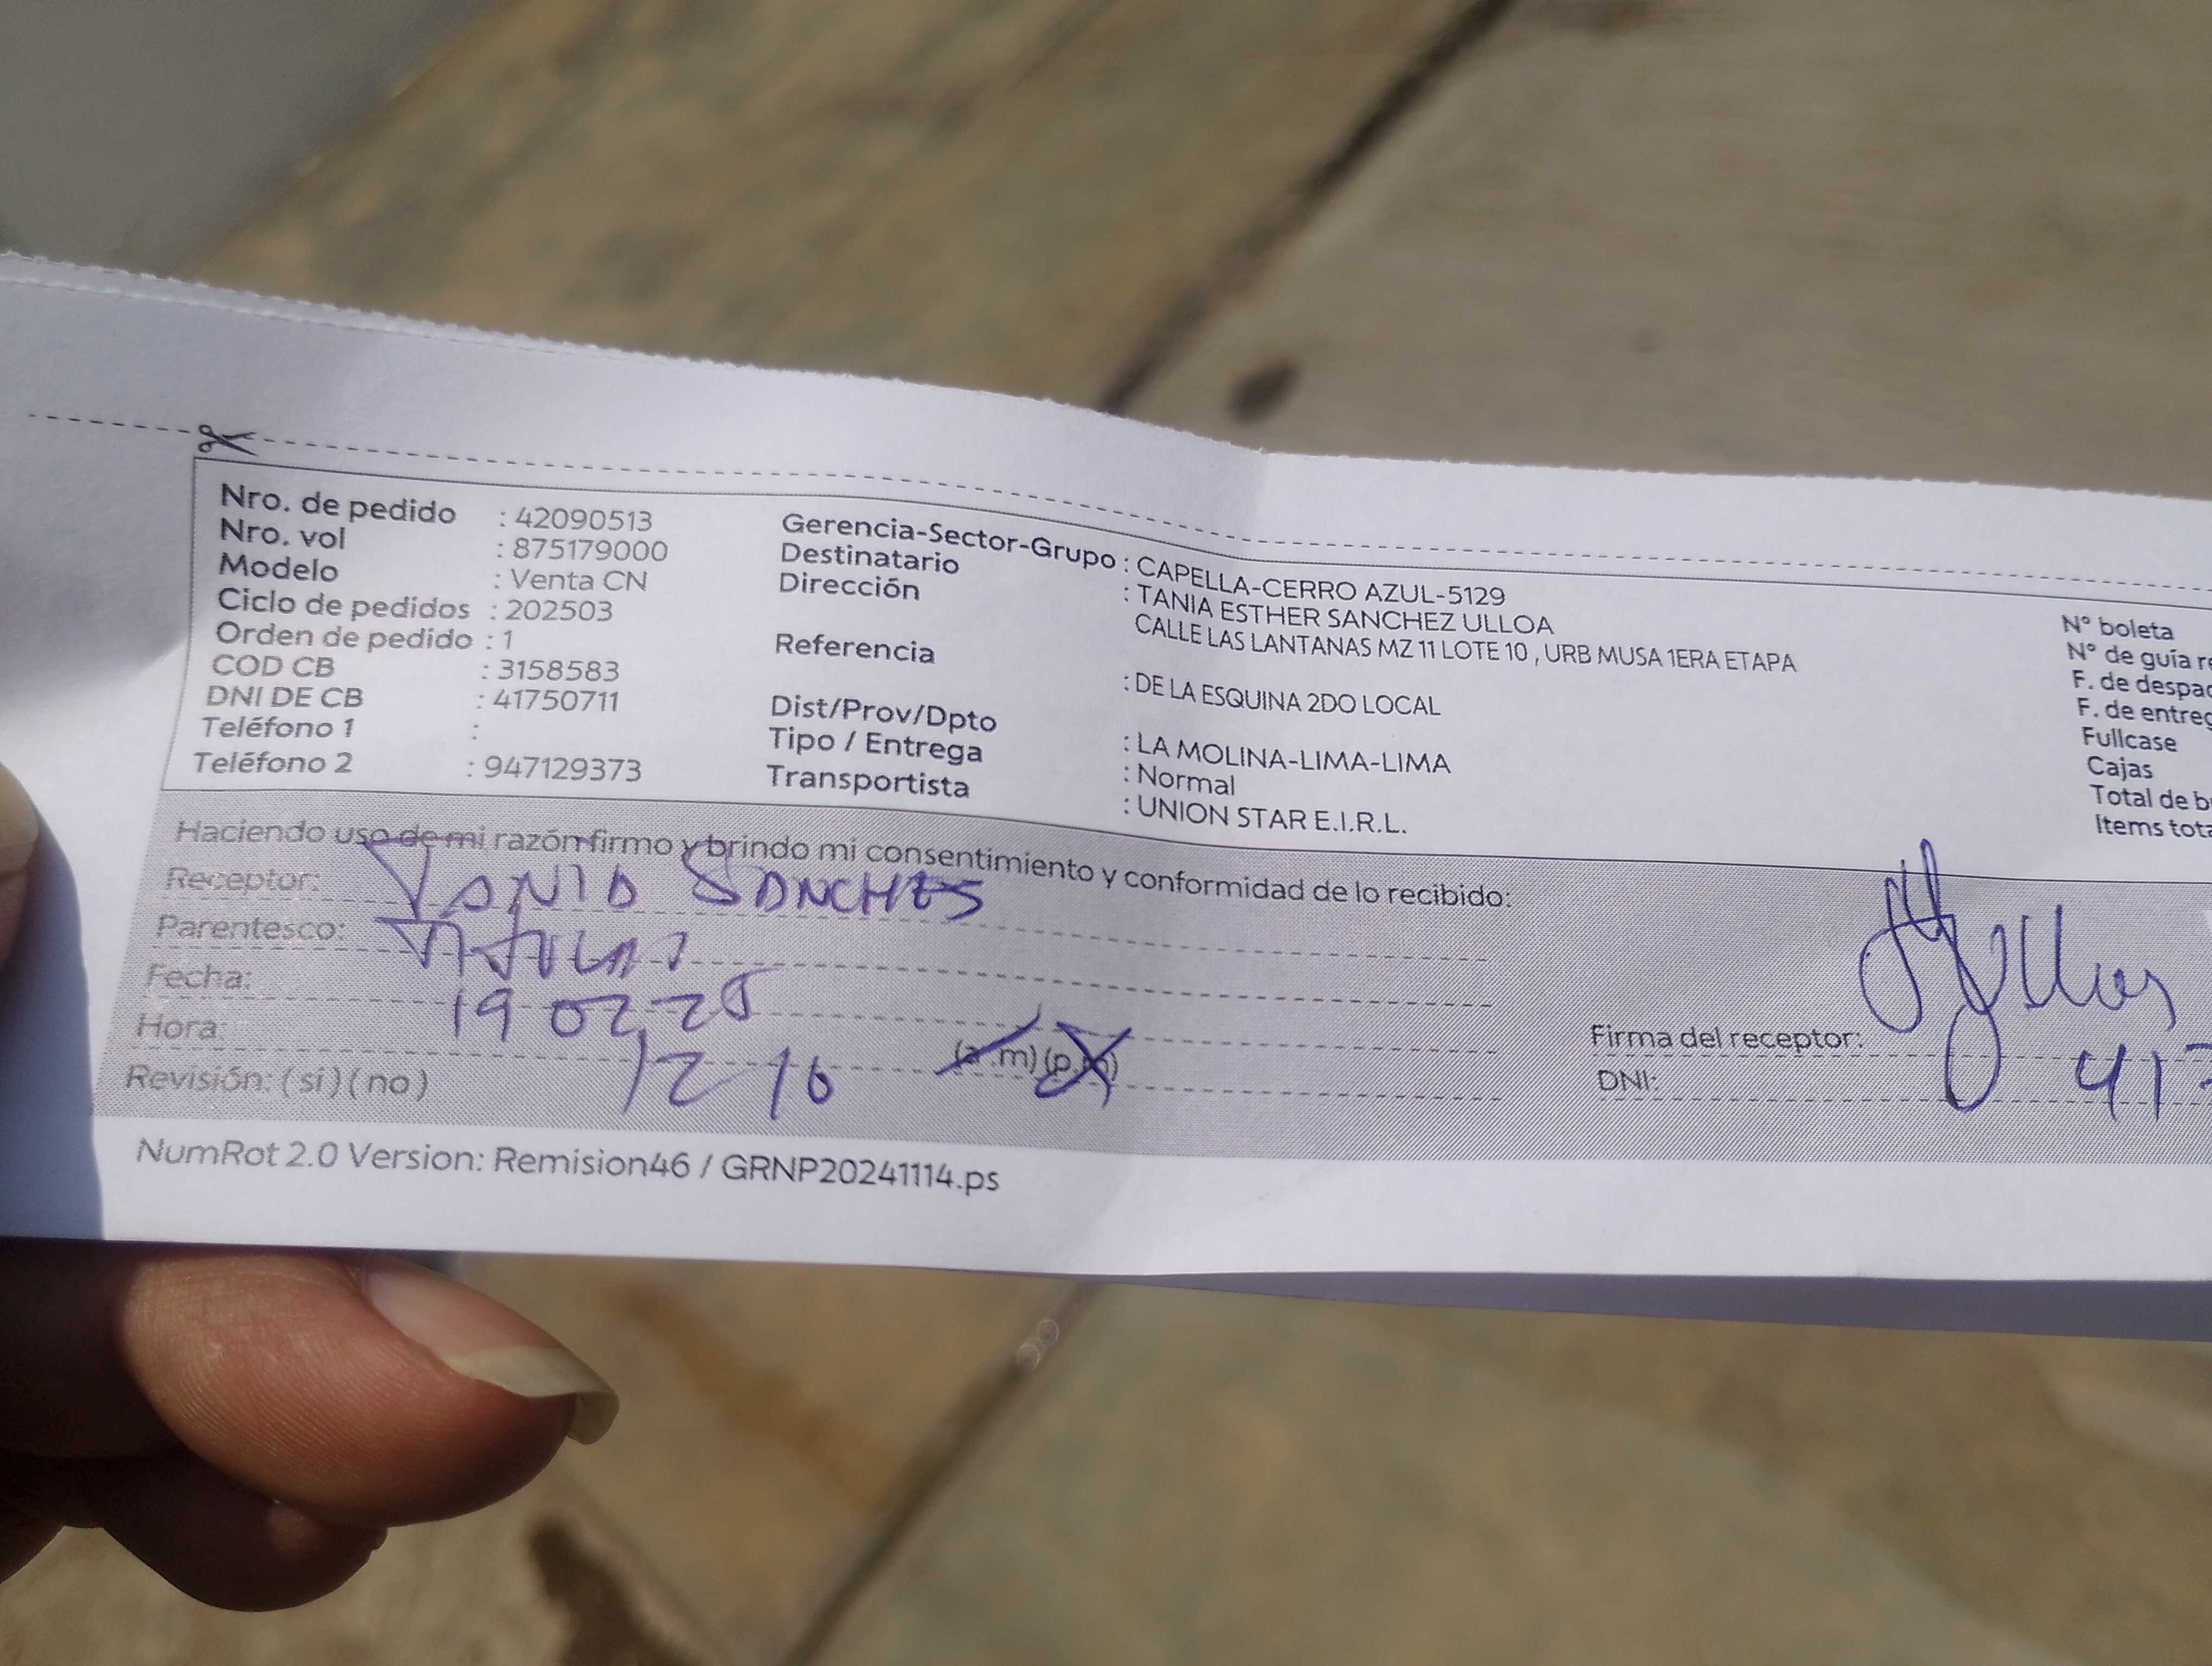 Nro. de pedido : 42090513
Nro. vol : 875179000
Modelo : Venta CN
Ciclo de pedidos : 202503
Orden de pedido : 1
COD CB : 3158583
DNI DE CB : 41750711
Teléfono 1 :
Teléfono 2 : 947129373
Gerencia-Sector-Grupo : CAPELLA-CERRO AZUL-5129
Destinatario : TANIA ESTHER SANCHEZ ULLOA
Dirección CALLE LAS LANTANAS MZ 11 LOTE 10 , URB MUSA 1ERA ETAPA
Referencia : DE LA ESQUINA 2DO LOCAL
Dist/Prov/Dpto : LA MOLINA-LIMA-LIMA
Tipo / Entrega : Normal
Transportista : UNION STAR E.I.R.L.
N° boleta
N° de guía
F. de
F. de
Fullcase
Cajas
Total de
Items
Haciendo uso de mi razón firmo y brindo mi consentimiento y conformidad de lo recibido:
Receptor: TANIA SANCHES
Parentesco: TITULAR
Fecha: 19 02 25
Hora: 12 10 (a.m) (p.m)
Revisión: (si) (no)
Firma del receptor:
DNI: 417
NumRot 2.0 Version: Remision46 / GRNP20241114.ps